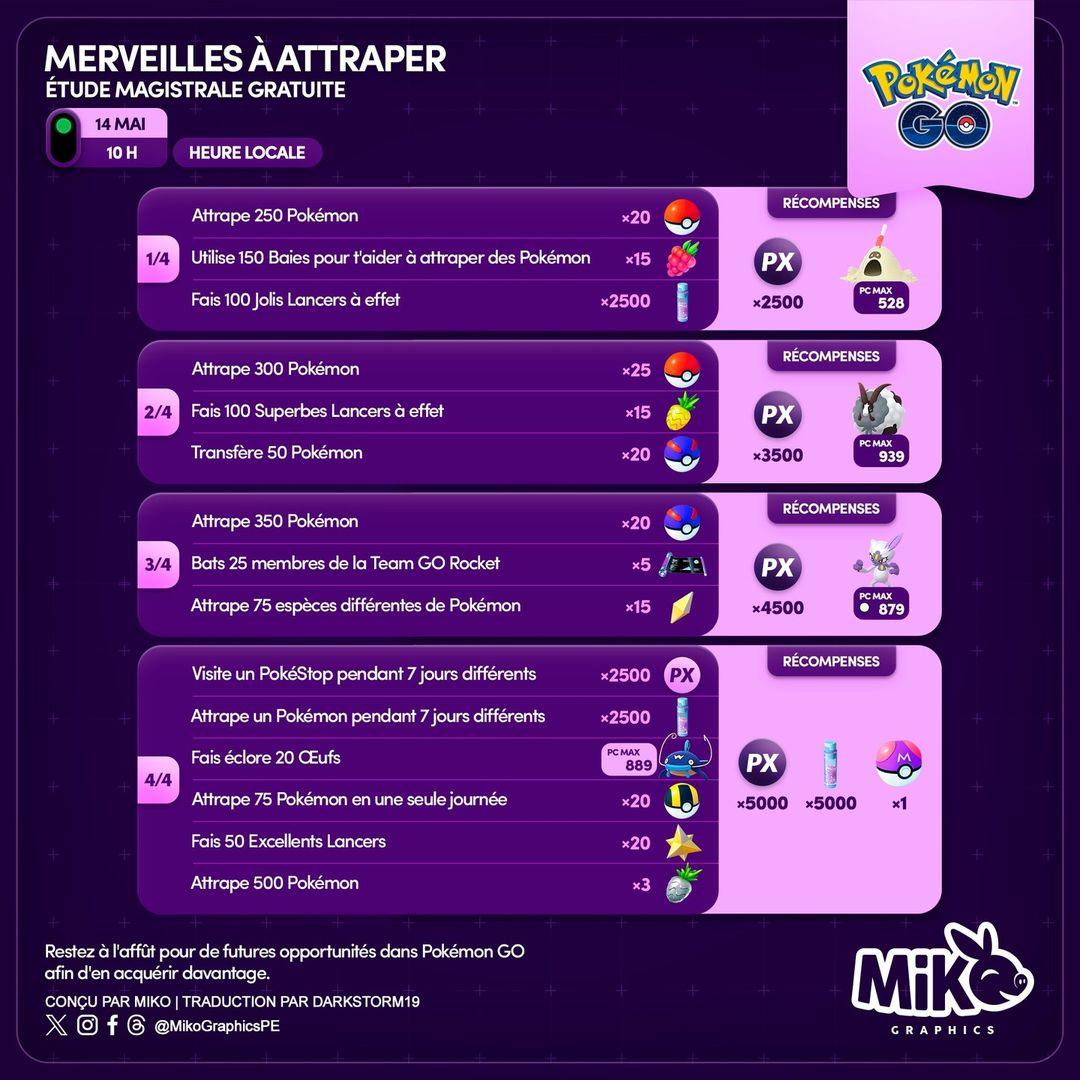 MERVEILLES À ATTRAPER
ÉTUDE MAGISTRALE GRATUITE
14 MAI
10 H
HEURE LOCALE
POKÉMON
GO
RÉCOMPENSES
1/4
Attrape 250 Pokémon ×20
Utilise 150 Baies pour t'aider à attraper des Pokémon ×15
Fais 100 Jolis Lancers à effet ×2500
PX
×2500
PC MAX
528
RÉCOMPENSES
2/4
Attrape 300 Pokémon ×25
Fais 100 Superbes Lancers à effet ×15
Transfère 50 Pokémon ×20
PX
×3500
PC MAX
939
RÉCOMPENSES
3/4
Attrape 350 Pokémon ×20
Bats 25 membres de la Team GO Rocket ×5
Attrape 75 espèces différentes de Pokémon ×15
PX
×4500
PC MAX
879
RÉCOMPENSES
4/4
Visite un PokéStop pendant 7 jours différents ×2500 PX
Attrape un Pokémon pendant 7 jours différents ×2500
Fais éclore 20 Œufs PC MAX 889
Attrape 75 Pokémon en une seule journée ×20
Fais 50 Excellents Lancers ×20
Attrape 500 Pokémon ×3
PX M
×5000 ×5000 ×1
Restez à l'affût pour de futures opportunités dans Pokémon GO
afin d'en acquérir davantage.
CONÇU PAR MIKO | TRADUCTION PAR DARKSTORM19
@MikoGraphicsPE
MiKO
GRAPHICS